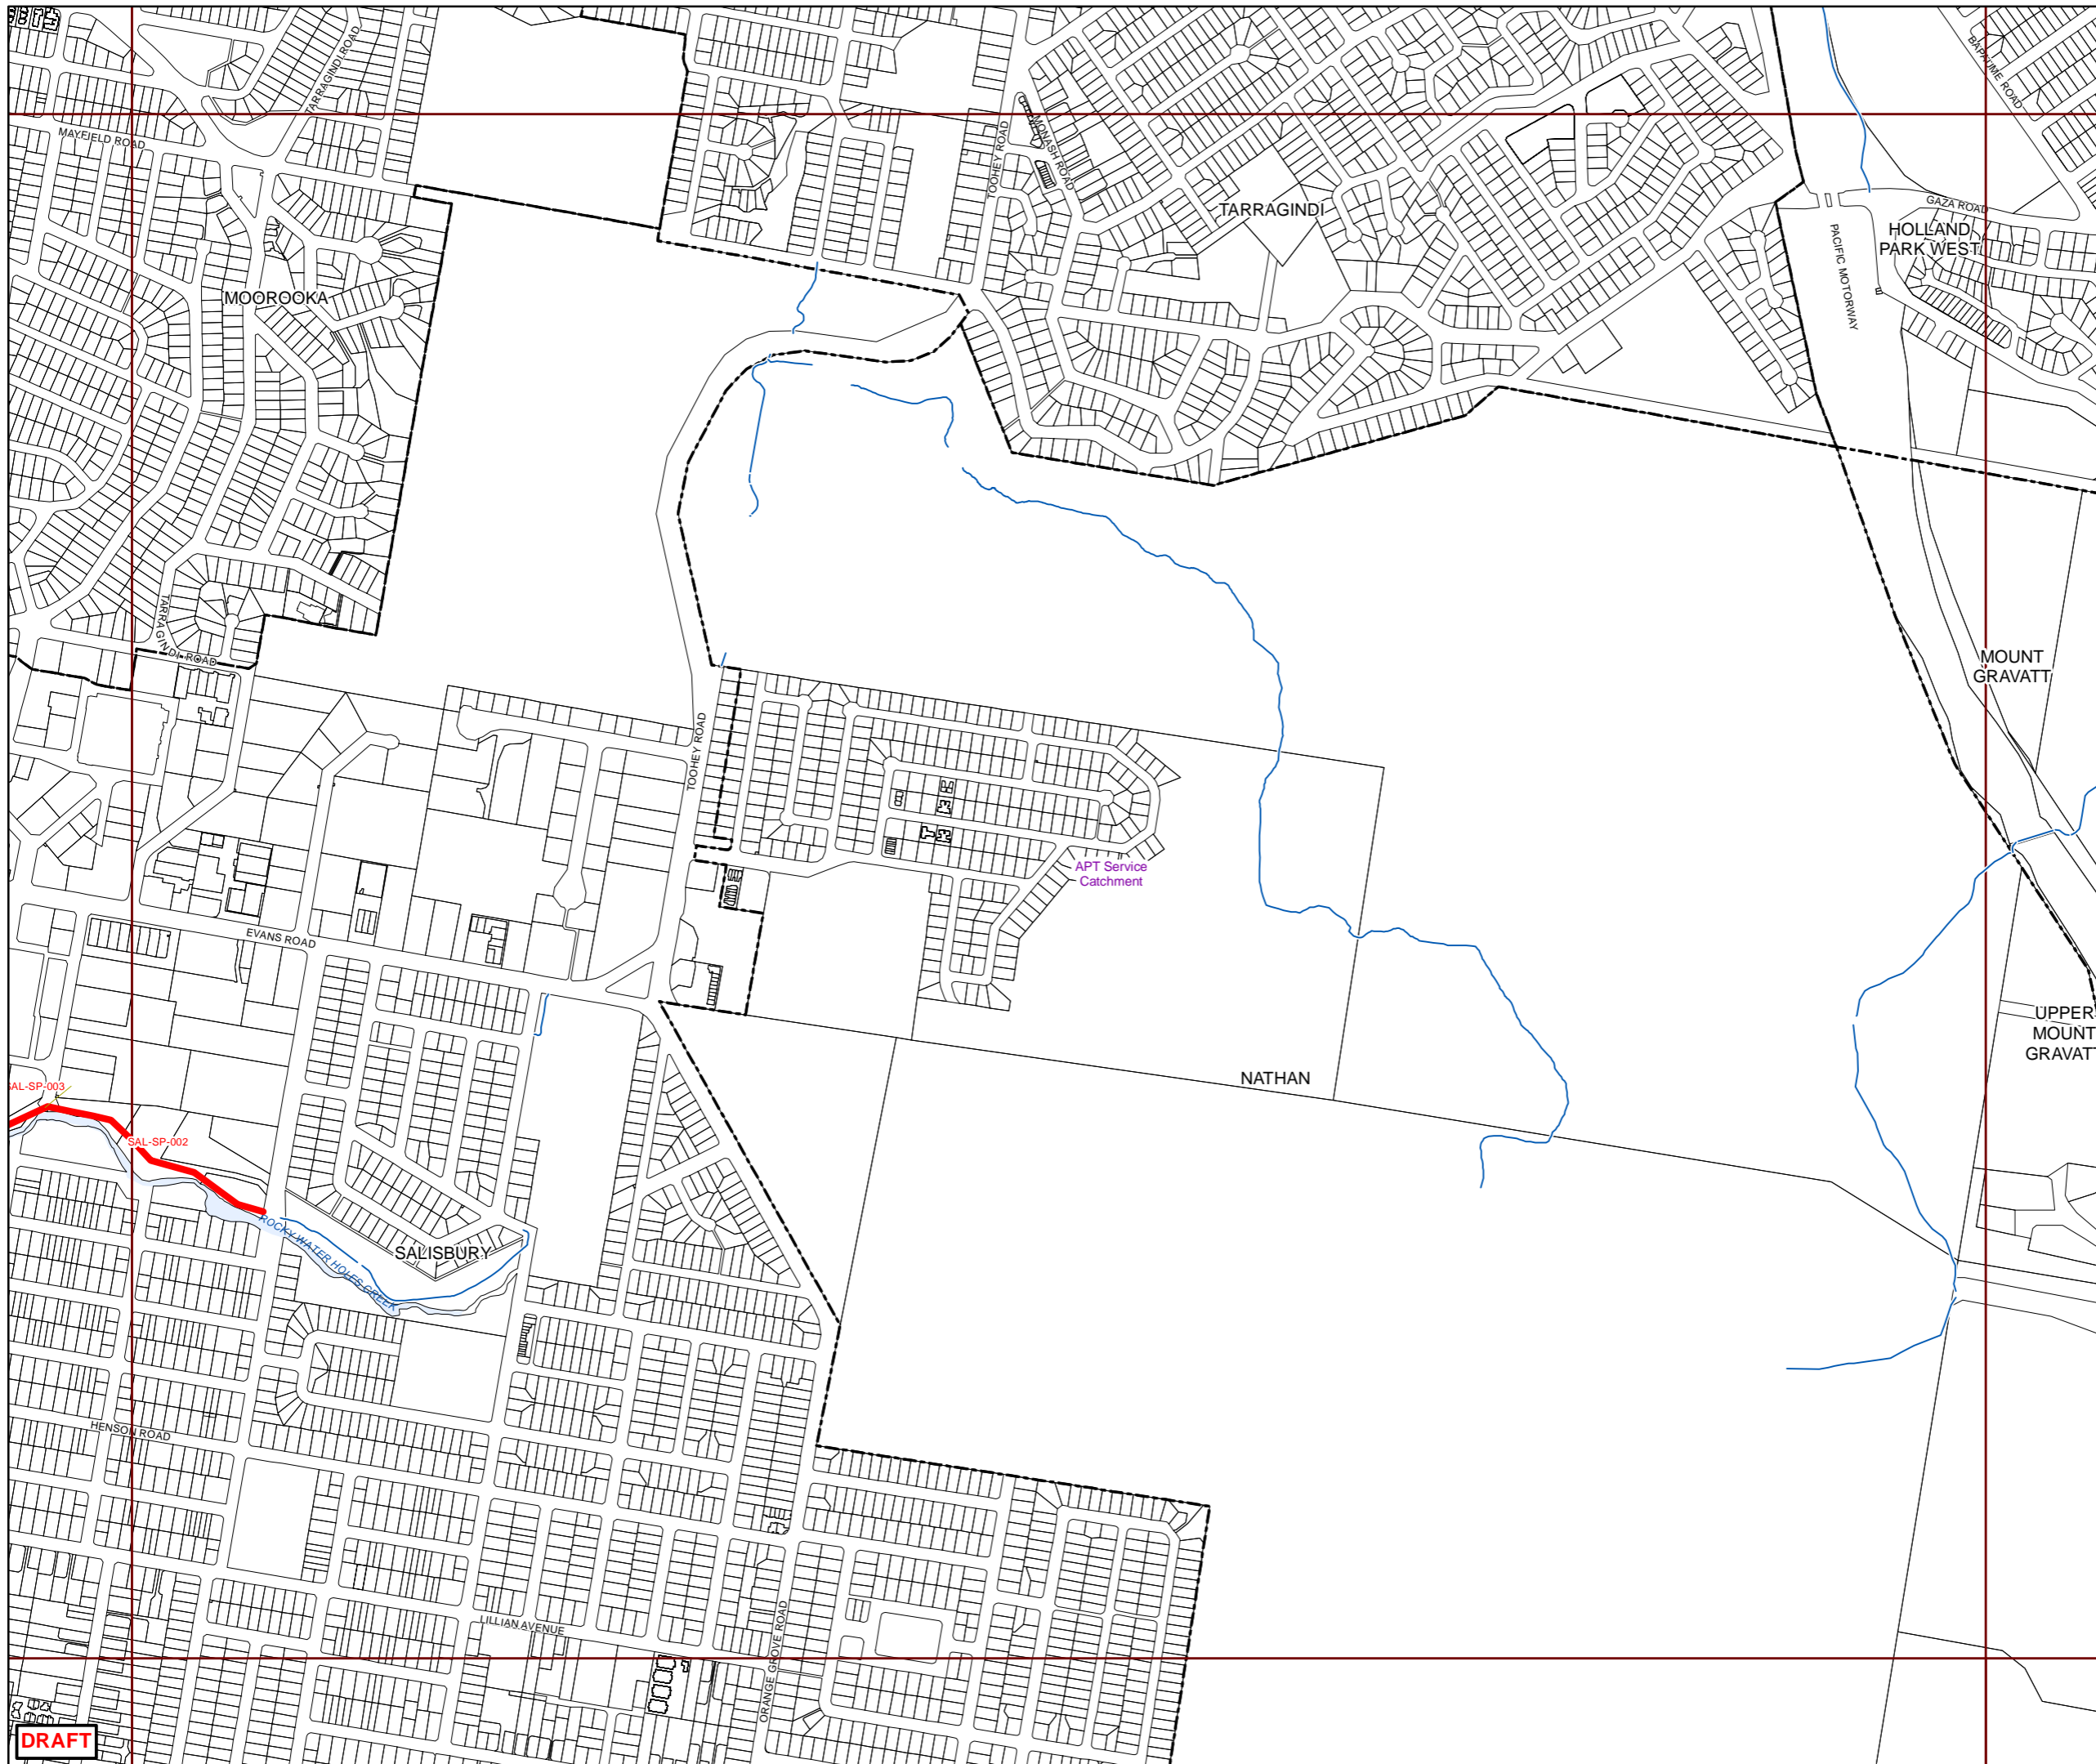 TARRAGINDI ROAD
BAPAUME ROAD
MAYFIELD ROAD
MONASH ROAD
TOOHEY ROAD
TARRAGINDI
GAZA ROAD
HOLLAND
PARK WEST
PACIFIC MOTORWAY
MOOROOKA
TARRAGINDI ROAD
MOUNT
GRAVATT
TOOHEY ROAD
APT Service
Catchment
EVANS ROAD
UPPER
MOUNT
GRAVATT
NATHAN
SAL-SP-003
SAL-SP-002
ROCKY WATER HOLES CREEK
SALISBURY
HENSON ROAD
LILLIAN AVENUE
ORANGE GROVE ROAD
DRAFT